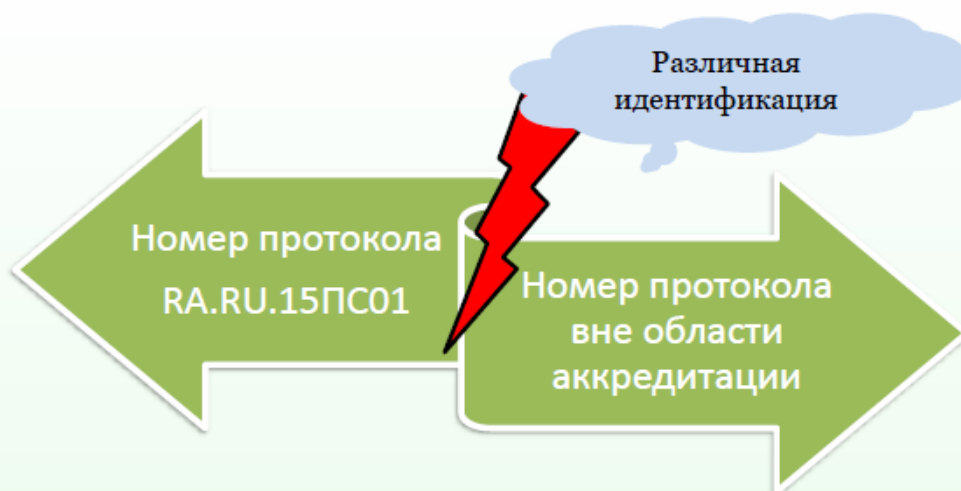 Различная
идентификация
Номер протокола
RA.RU.15ПС01
Номер протокола
вне области
аккредитации